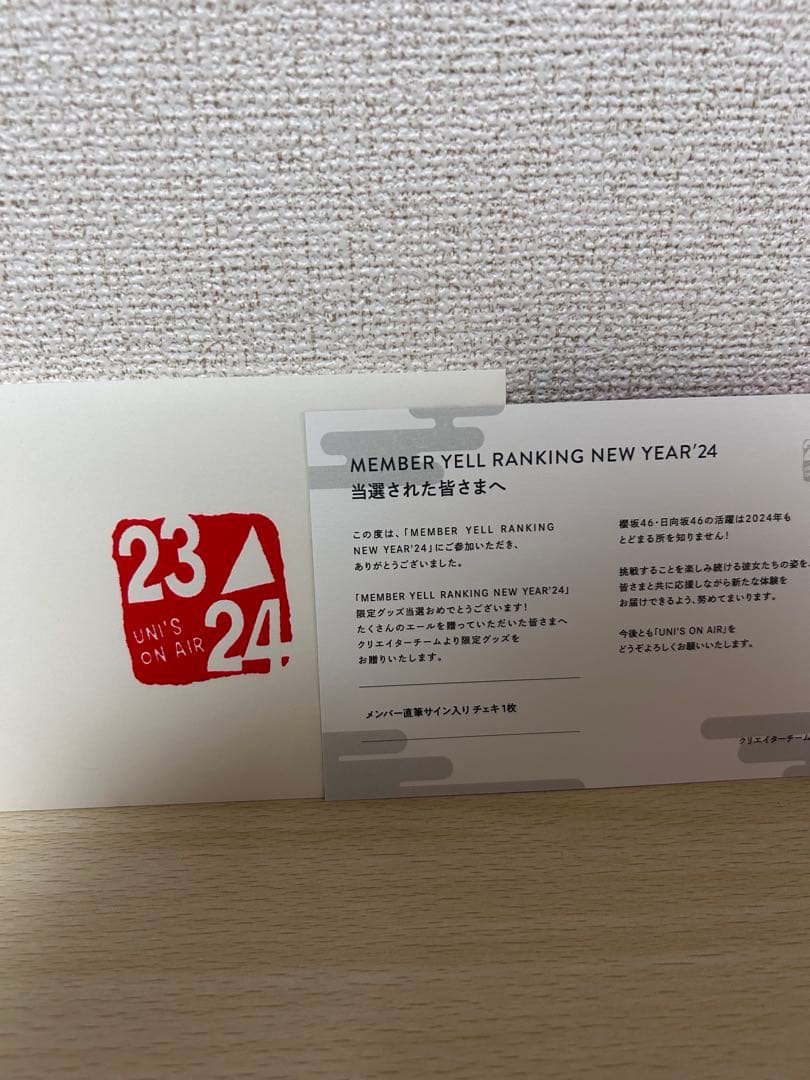 23
24
UNI'S
ON AIR
MEMBER YELL RANKING NEW YEAR'24
当選された皆さまへ
この度は、「MEMBER YELL RANKING
NEW YEAR'24」にご参加いただき、
ありがとうございました。
「MEMBER YELL RANKING NEW YEAR'24」
限定グッズ当選おめでとうございます!
たくさんのエールを贈っていただいた皆さまへ
クリエイターチームより限定グッズを
お贈りいたします。
メンバー直筆サイン入りチェキ1枚
櫻坂46・日向坂46の活躍は2024年も
とどまる所を知りません!
挑戦することを楽しみ続ける彼女たちの姿を、
皆さまと共に応援しながら新たな体験を
お届けできるよう、努めてまいります。
今後とも「UNI'S ON AIR」を
どうぞよろしくお願いいたします。
クリエイターチーム